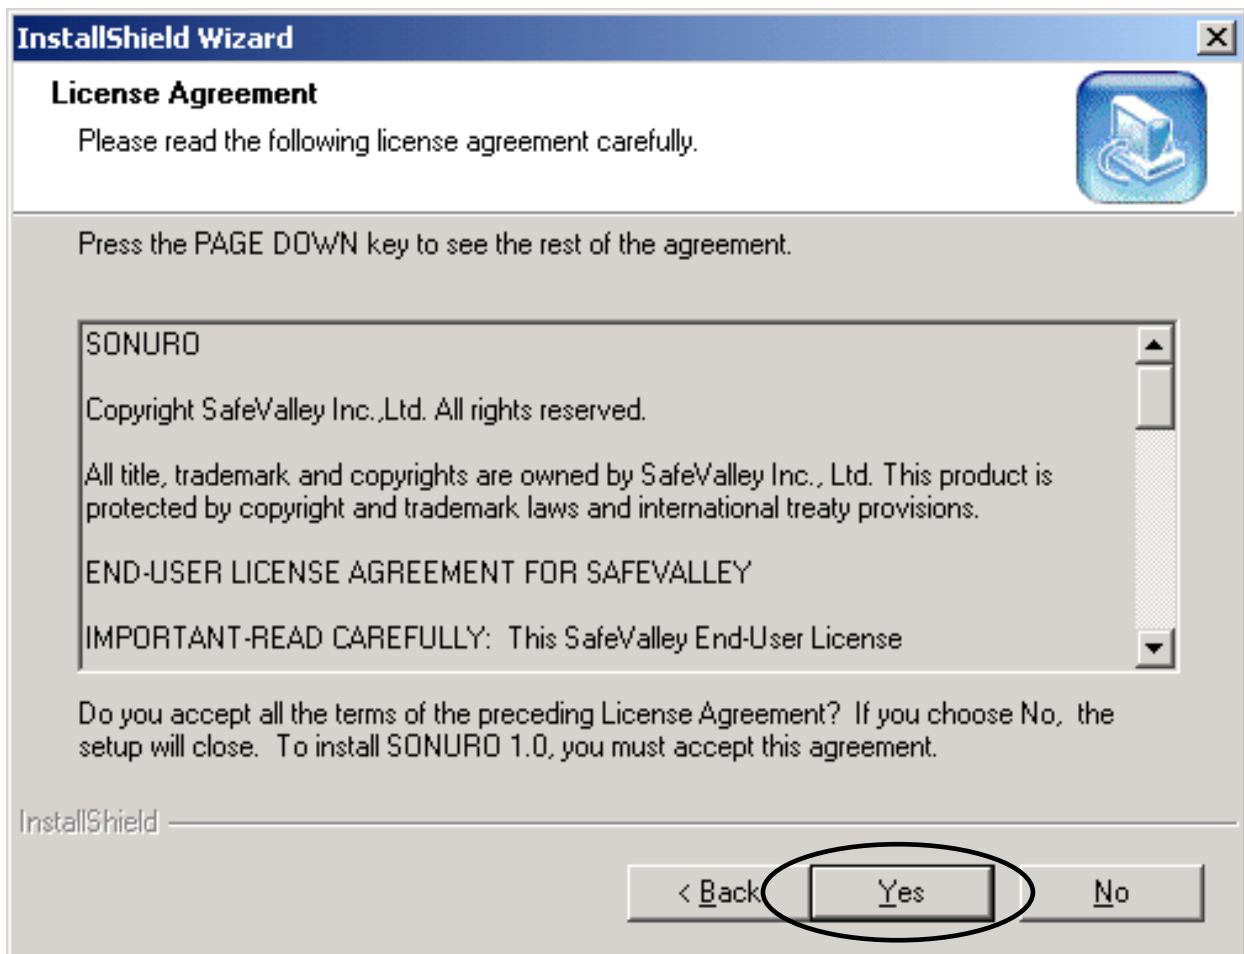 InstallShield Wizard
License Agreement
Please read the following license agreement carefully.
Press the PAGE DOWN key to see the rest of the agreement.
SONURO
Copyright SafeValley Inc.,Ltd. All rights reserved.
All title, trademark and copyrights are owned by SafeValley Inc., Ltd. This product is
protected by copyright and trademark laws and international treaty provisions.
END-USER LICENSE AGREEMENT FOR SAFEVALLEY
IMPORTANT-READ CAREFULLY:  This SafeValley End-User License
Do you accept all the terms of the preceding License Agreement?  If you choose No,  the
setup will close.  To install SONURO 1.0, you must accept this agreement.
InstallShield
< Back Yes No